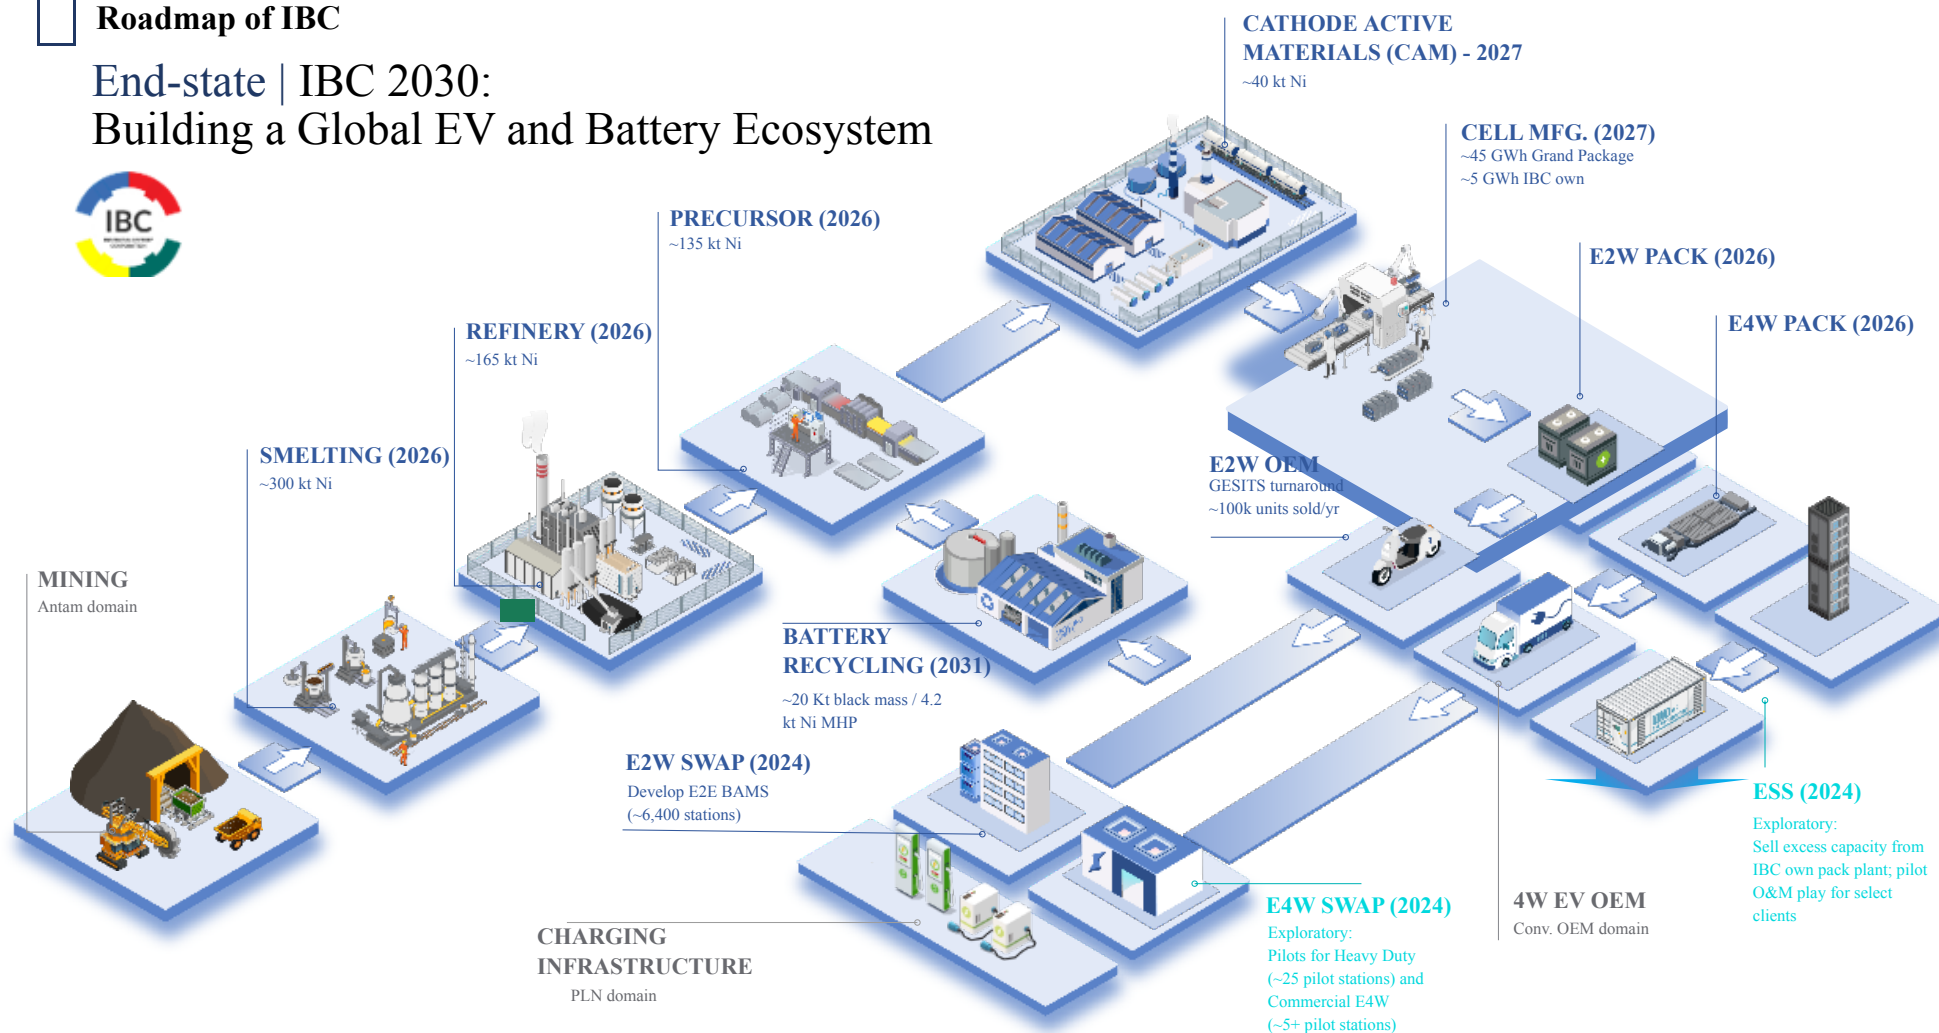 Roadmap of IBC
End-state | IBC 2030:
Building a Global EV and Battery Ecosystem
IBC
CATHODE ACTIVE
MATERIALS (CAM) - 2027
~40 kt Ni
CELL MFG. (2027)
~45 GWh Grand Package
~5 GWh IBC own
PRECURSOR (2026)
~135 kt Ni
E2W PACK (2026)
E4W PACK (2026)
REFINERY (2026)
~165 kt Ni
SMELTING (2026)
~300 kt Ni
E2W OEM
GESITS turnaround
~100k units sold/yr
MINING
Antam domain
BATTERY
RECYCLING (2031)
~20 Kt black mass / 4.2
kt Ni MHP
E2W SWAP (2024)
Develop E2E BAMS
(~6,400 stations)
ESS (2024)
Exploratory:
Sell excess capacity from
IBC own pack plant; pilot
O&M play for select
clients
E4W SWAP (2024)
Exploratory:
Pilots for Heavy Duty
(~25 pilot stations) and
Commercial E4W
(~5+ pilot stations)
4W EV OEM
Conv. OEM domain
CHARGING
INFRASTRUCTURE
PLN domain